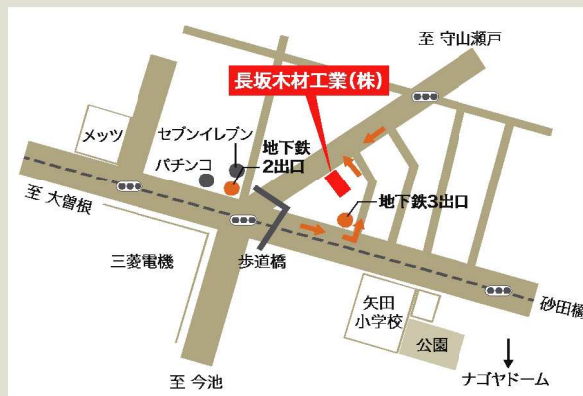 至 守山瀬戸
長坂木材工業(株)
メッツ
セブンイレブン
パチンコ
地下鉄
2出口
至 大曽根
地下鉄3出口
三菱電機
歩道橋
矢田
小学校
公園
砂田橋
至 今池
ナゴヤドーム